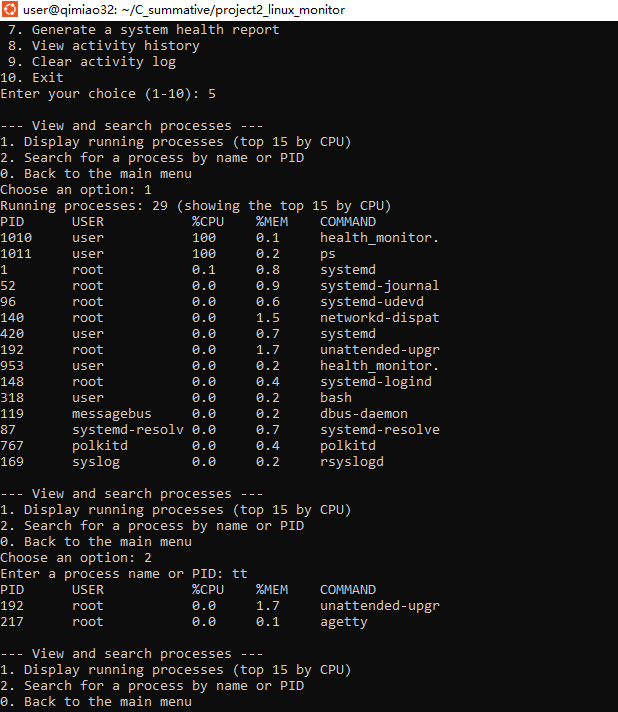 user@qimiao32: ~/C_summative/project2_linux_monitor
 7. Generate a system health report
 8. View activity history
 9. Clear activity log
10. Exit
Enter your choice (1-10): 5

--- View and search processes ---
1. Display running processes (top 15 by CPU)
2. Search for a process by name or PID
0. Back to the main menu
Choose an option: 1
Running processes: 29 (showing the top 15 by CPU)
PID      USER           %CPU    %MEM    COMMAND
1010     user           100     0.1     health_monitor.
1011     user           100     0.2     ps
1        root           0.1     0.8     systemd
52       root           0.0     0.9     systemd-journal
96       root           0.0     0.6     systemd-udevd
140      root           0.0     1.5     networkd-dispat
420      user           0.0     0.7     systemd
192      root           0.0     1.7     unattended-upgr
953      user           0.0     0.2     health_monitor.
148      root           0.0     0.4     systemd-logind
318      user           0.0     0.2     bash
119      messagebus     0.0     0.2     dbus-daemon
87       systemd-resolv 0.0     0.7     systemd-resolve
767      polkitd        0.0     0.4     polkitd
169      syslog         0.0     0.2     rsyslogd

--- View and search processes ---
1. Display running processes (top 15 by CPU)
2. Search for a process by name or PID
0. Back to the main menu
Choose an option: 2
Enter a process name or PID: tt
PID      USER           %CPU    %MEM    COMMAND
192      root           0.0     1.7     unattended-upgr
217      root           0.0     0.1     agetty

--- View and search processes ---
1. Display running processes (top 15 by CPU)
2. Search for a process by name or PID
0. Back to the main menu